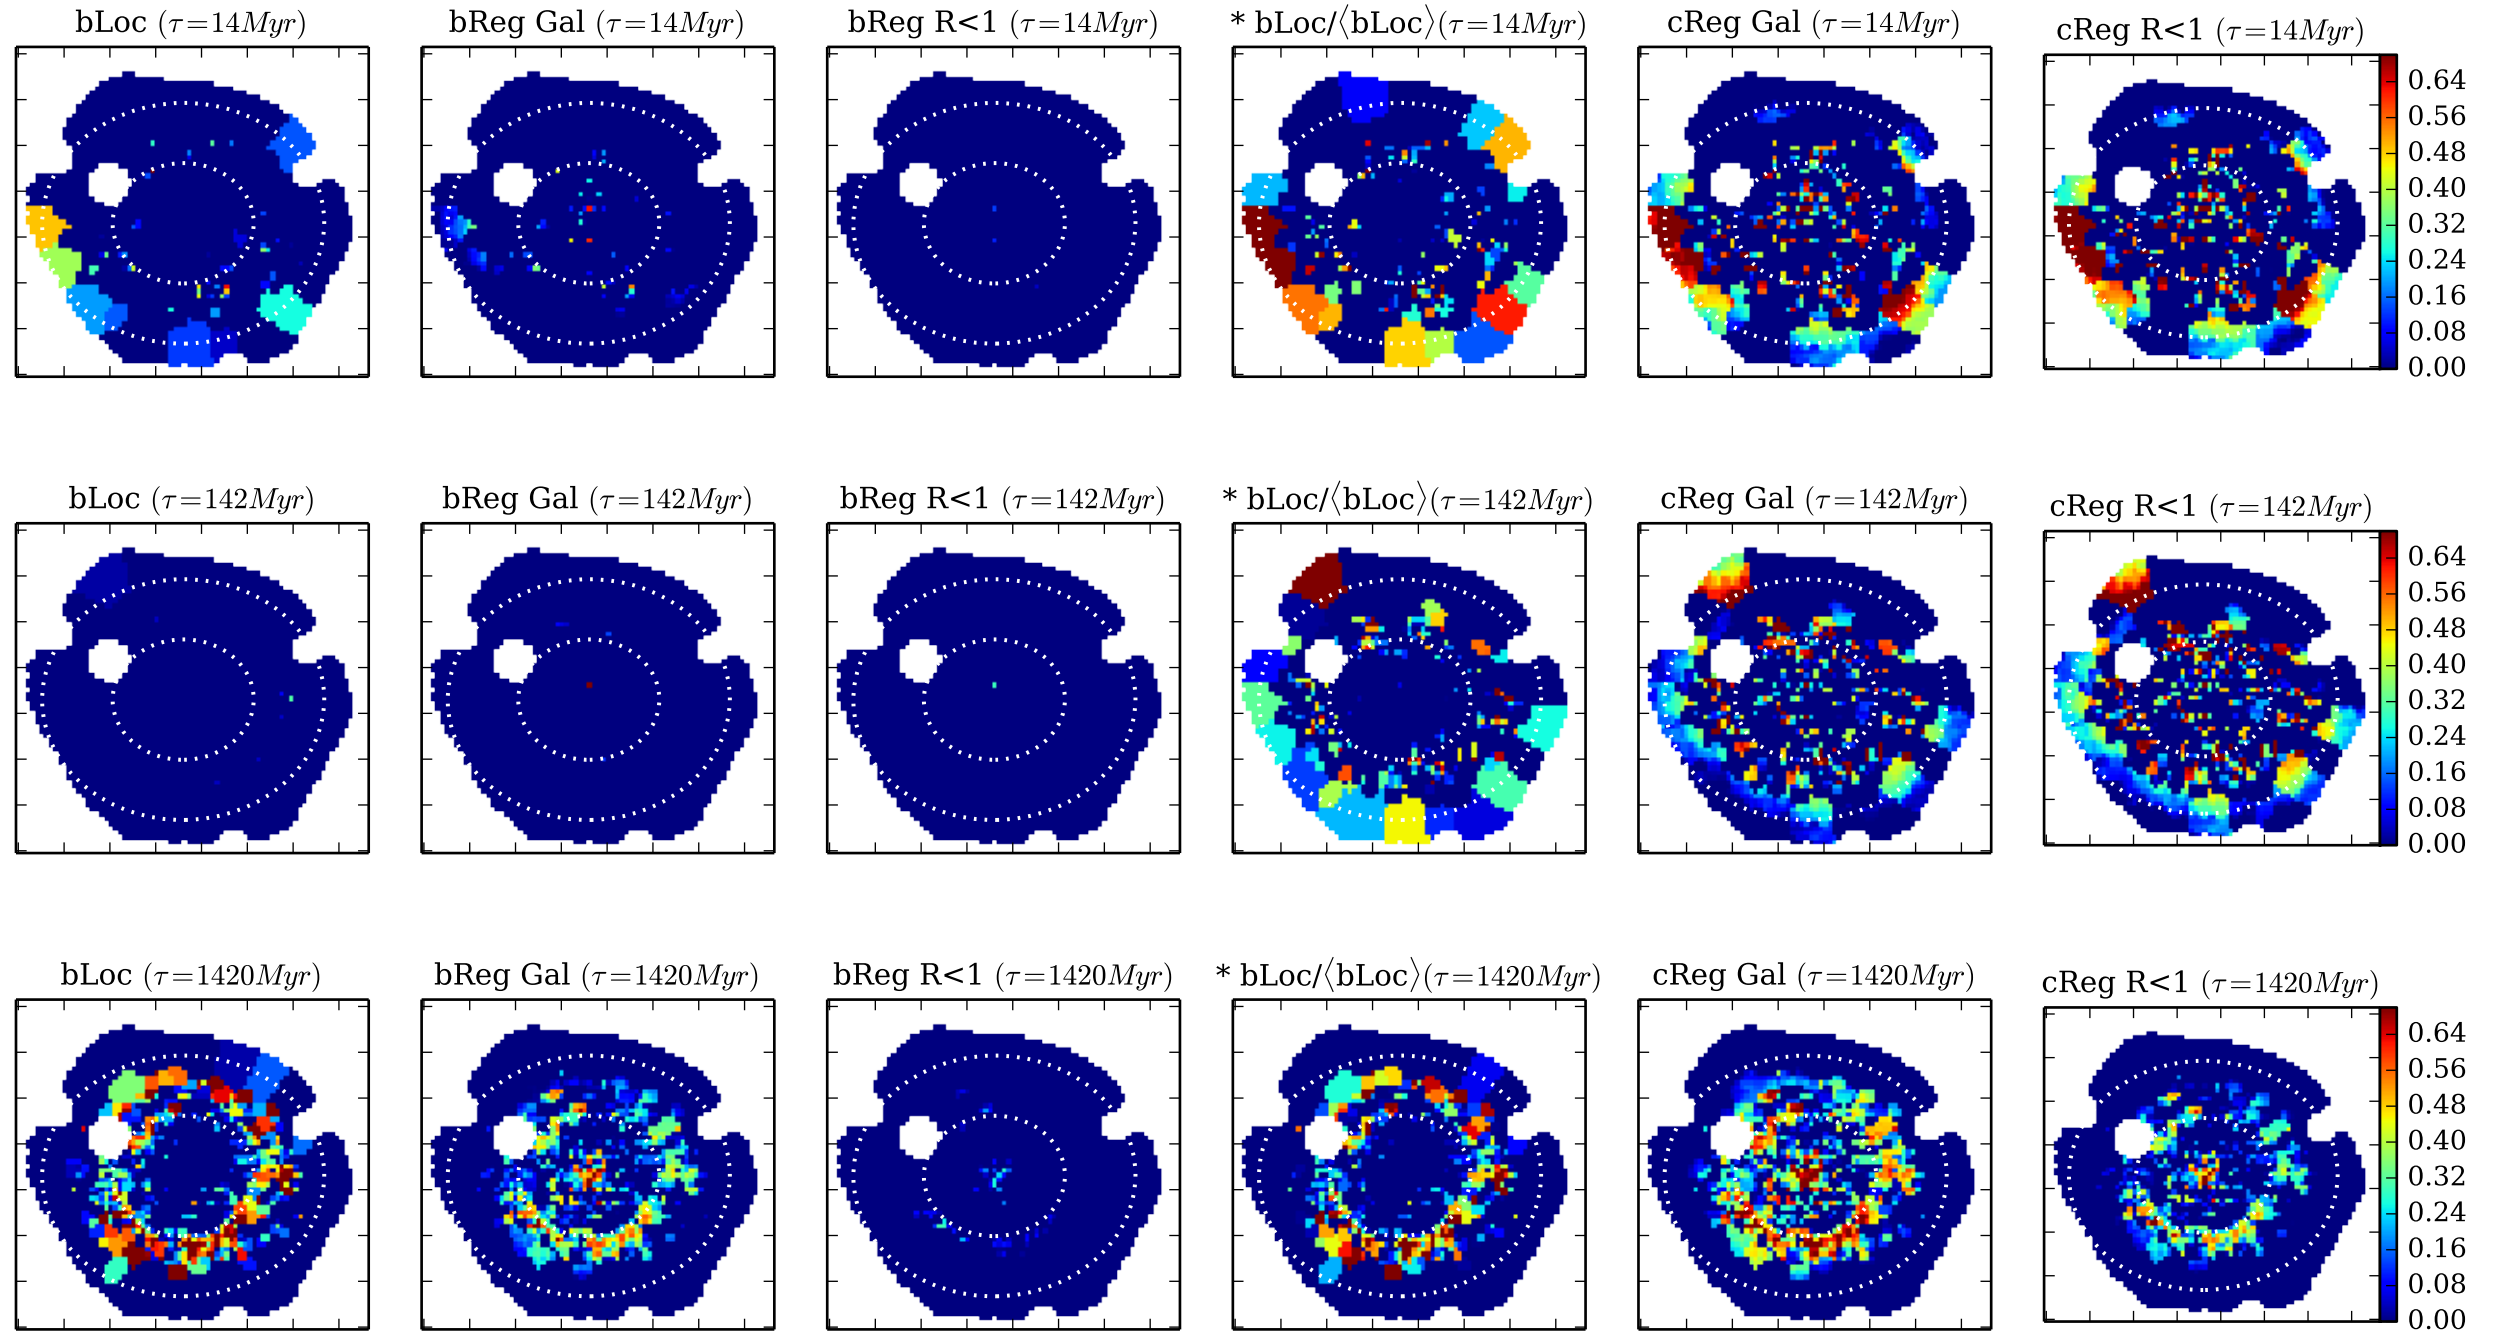 bLoc (τ=14Myr)
bReg Gal (τ=14Myr)
bReg R<1 (τ=14Myr)
* bLoc/⟨bLoc⟩(τ=14Myr)
cReg Gal (τ=14Myr)
cReg R<1 (τ=14Myr)
0.64
0.56
0.48
0.40
0.32
0.24
0.16
0.08
0.00
bLoc (τ=142Myr)
bReg Gal (τ=142Myr)
bReg R<1 (τ=142Myr)
* bLoc/⟨bLoc⟩(τ=142Myr)
cReg Gal (τ=142Myr)
cReg R<1 (τ=142Myr)
0.64
0.56
0.48
0.40
0.32
0.24
0.16
0.08
0.00
bLoc (τ=1420Myr)
bReg Gal (τ=1420Myr)
bReg R<1 (τ=1420Myr)
* bLoc/⟨bLoc⟩(τ=1420Myr)
cReg Gal (τ=1420Myr)
cReg R<1 (τ=1420Myr)
0.64
0.56
0.48
0.40
0.32
0.24
0.16
0.08
0.00